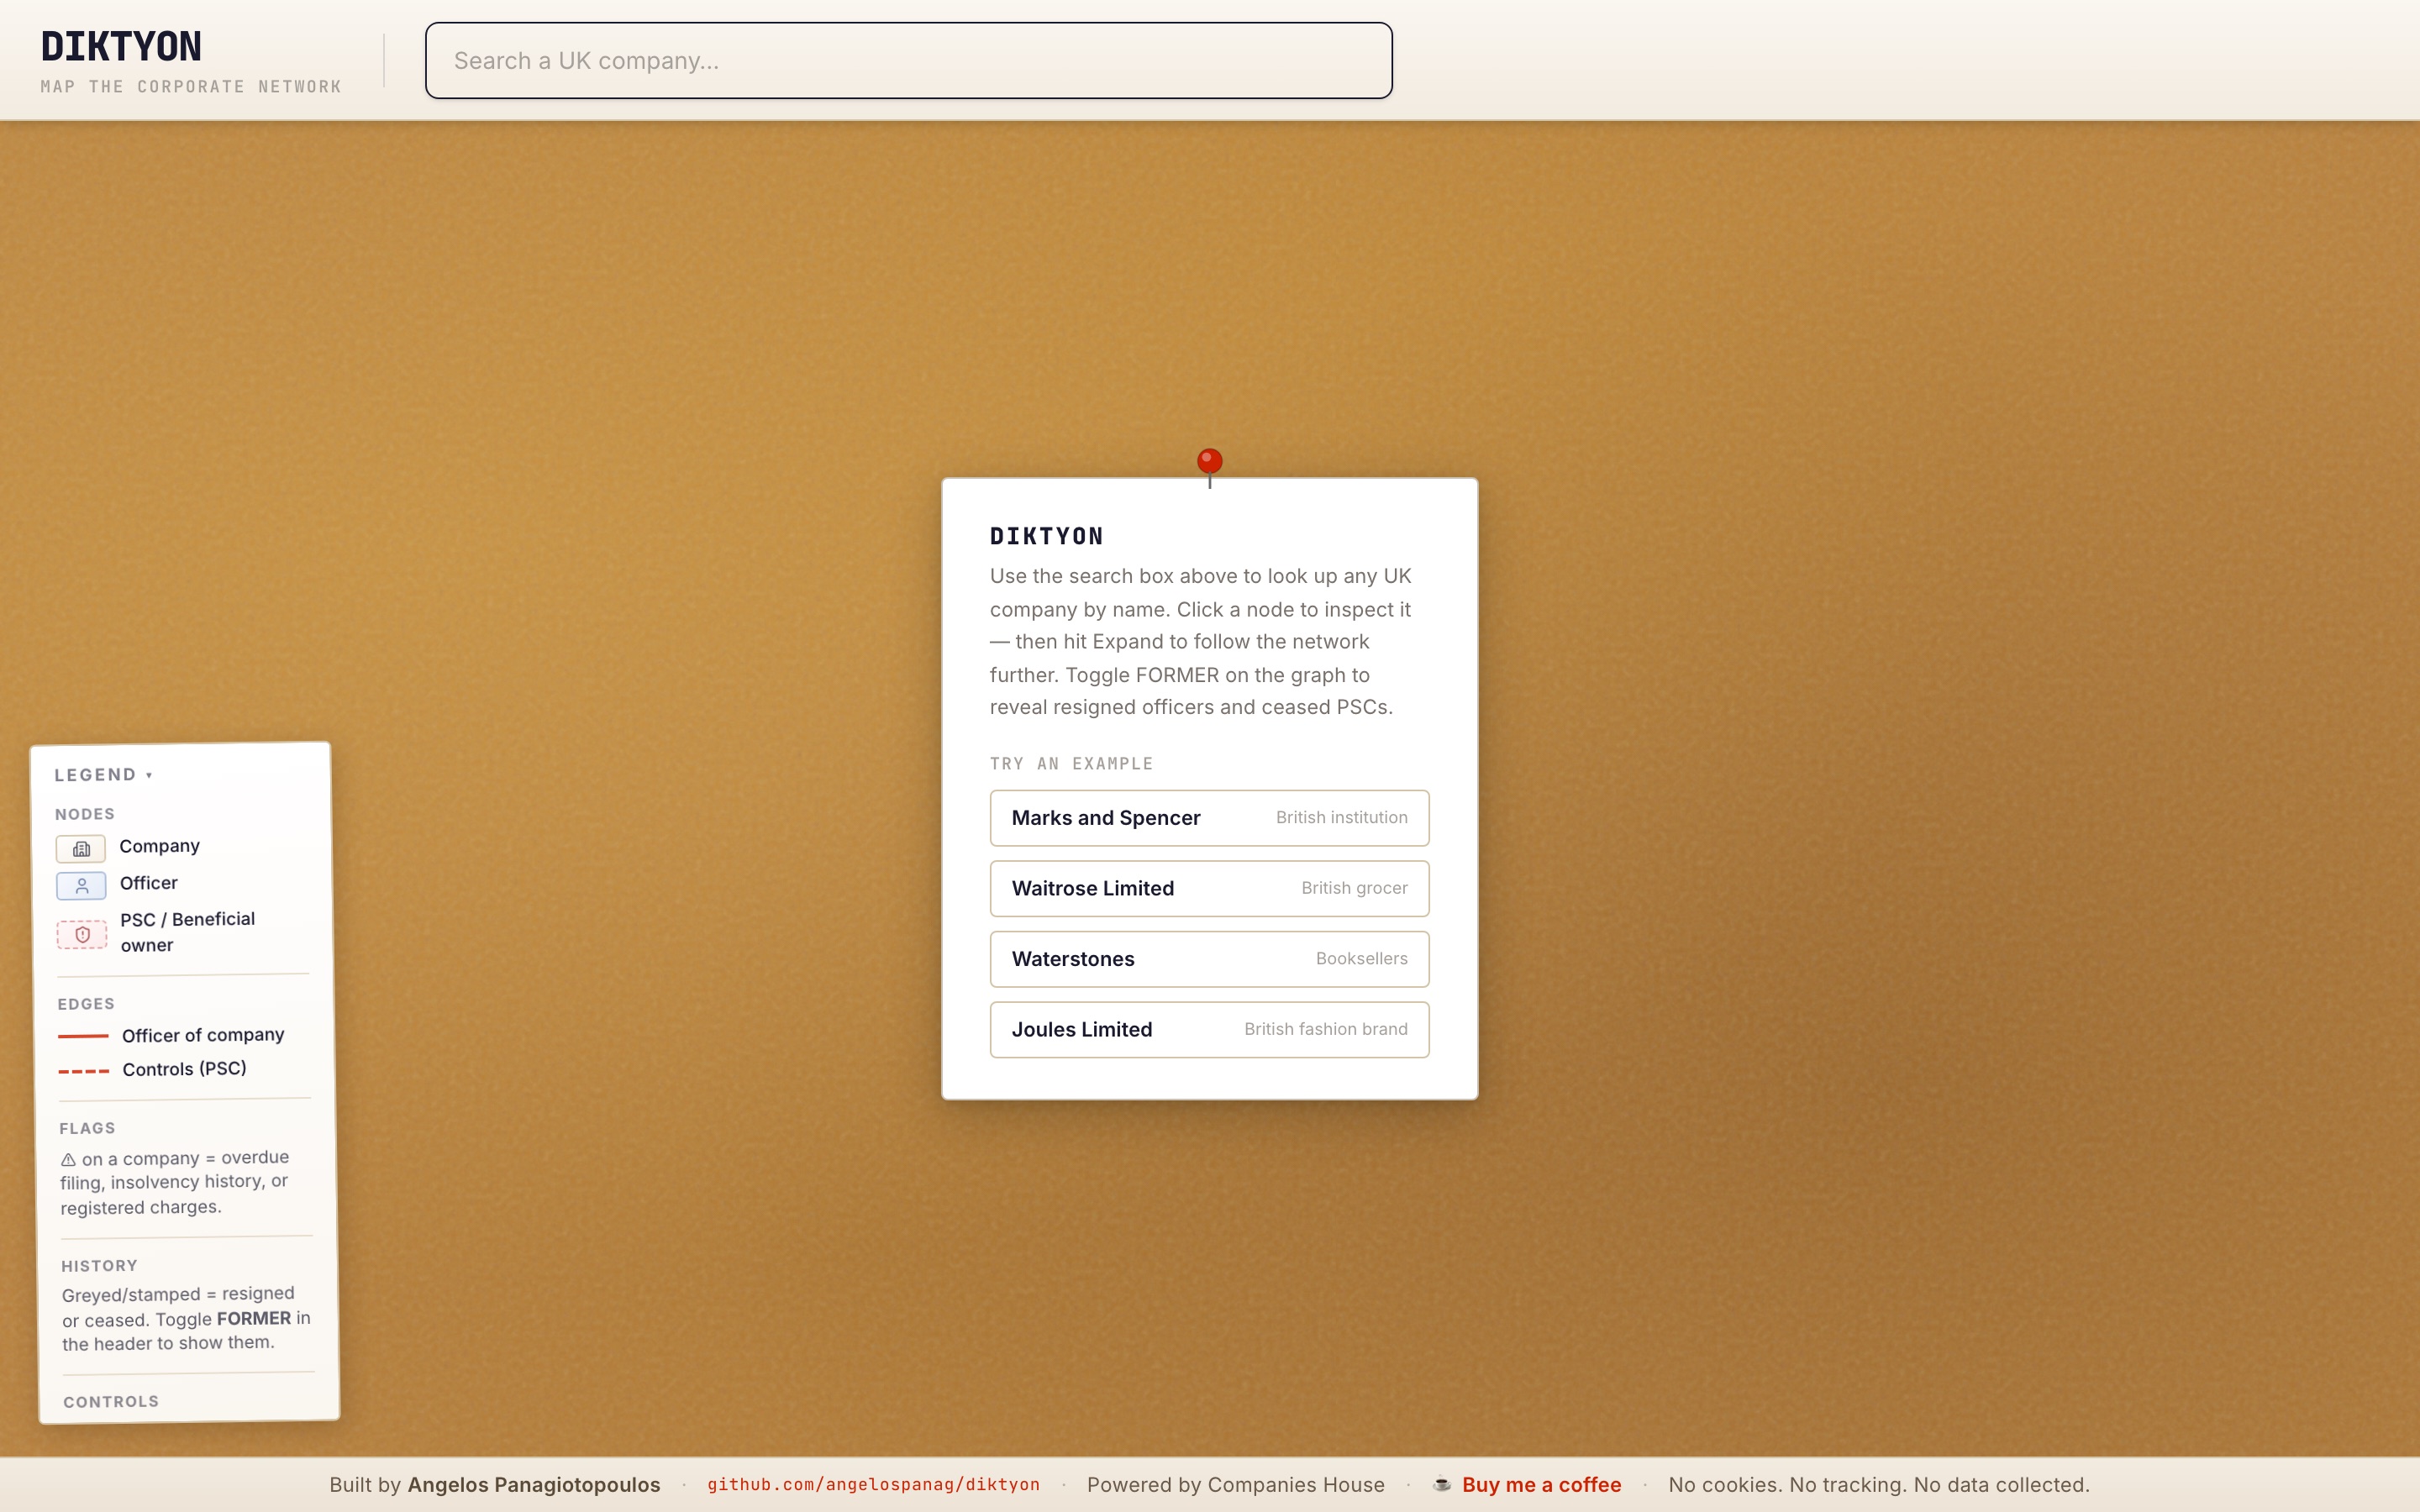 DIKTYON
MAP THE CORPORATE NETWORK
Search a UK company...
DIKTYON
Use the search box above to look up any UK
company by name. Click a node to inspect it
— then hit Expand to follow the network
further. Toggle FORMER on the graph to
reveal resigned officers and ceased PSCs.
TRY AN EXAMPLE
Marks and Spencer British institution
Waitrose Limited British grocer
Waterstones Booksellers
Joules Limited British fashion brand
LEGEND ▾
NODES
Company
Officer
PSC / Beneficial
owner
EDGES
Officer of company
Controls (PSC)
FLAGS
⚠ on a company = overdue
filing, insolvency history, or
registered charges.
HISTORY
Greyed/stamped = resigned
or ceased. Toggle FORMER in
the header to show them.
CONTROLS
Built by Angelos Panagiotopoulos · github.com/angelospanag/diktyon · Powered by Companies House · ☕ Buy me a coffee · No cookies. No tracking. No data collected.